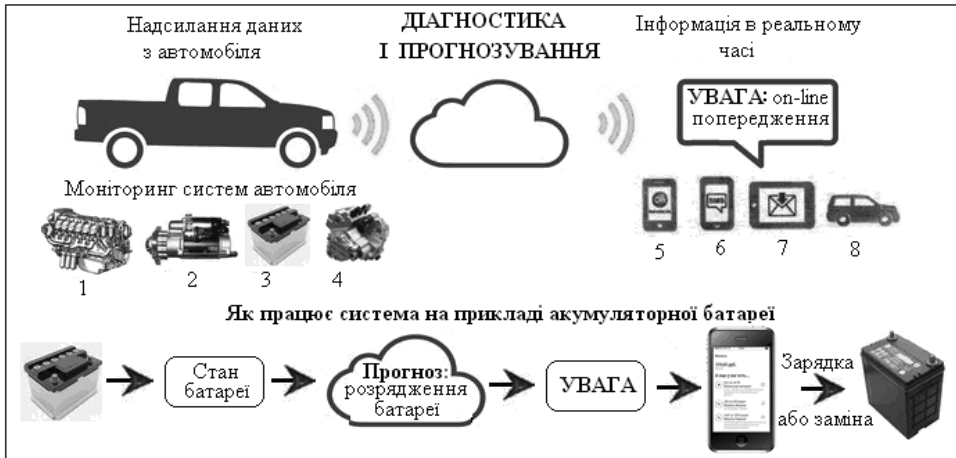 Надсилання даних
з автомобіля
ДІАГНОСТИКА
І ПРОГНОЗУВАННЯ
Інформація в реальному
часі
УВАГА: on-line
попередження
Моніторинг систем автомобіля
1
2
3
4
SMS
5
6
7
8
Як працює система на прикладі акумуляторної батареї
Стан
батареї
Прогноз:
розрядження
батареї
УВАГА
Зарядка
або заміна